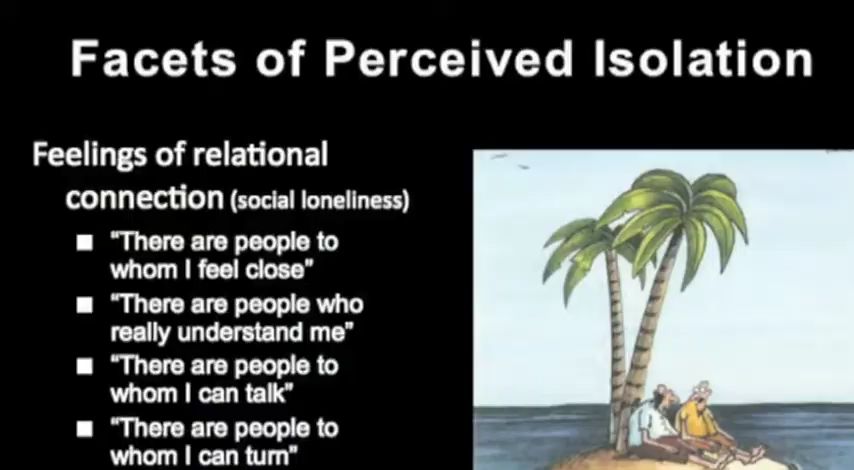 Facets of Perceived Isolation
Feelings of relational
connection (social loneliness)
"There are people to
whom I feel close"
"There are people who
really understand me"
"There are people to
whom I can talk"
"There are people to
whom I can turn"